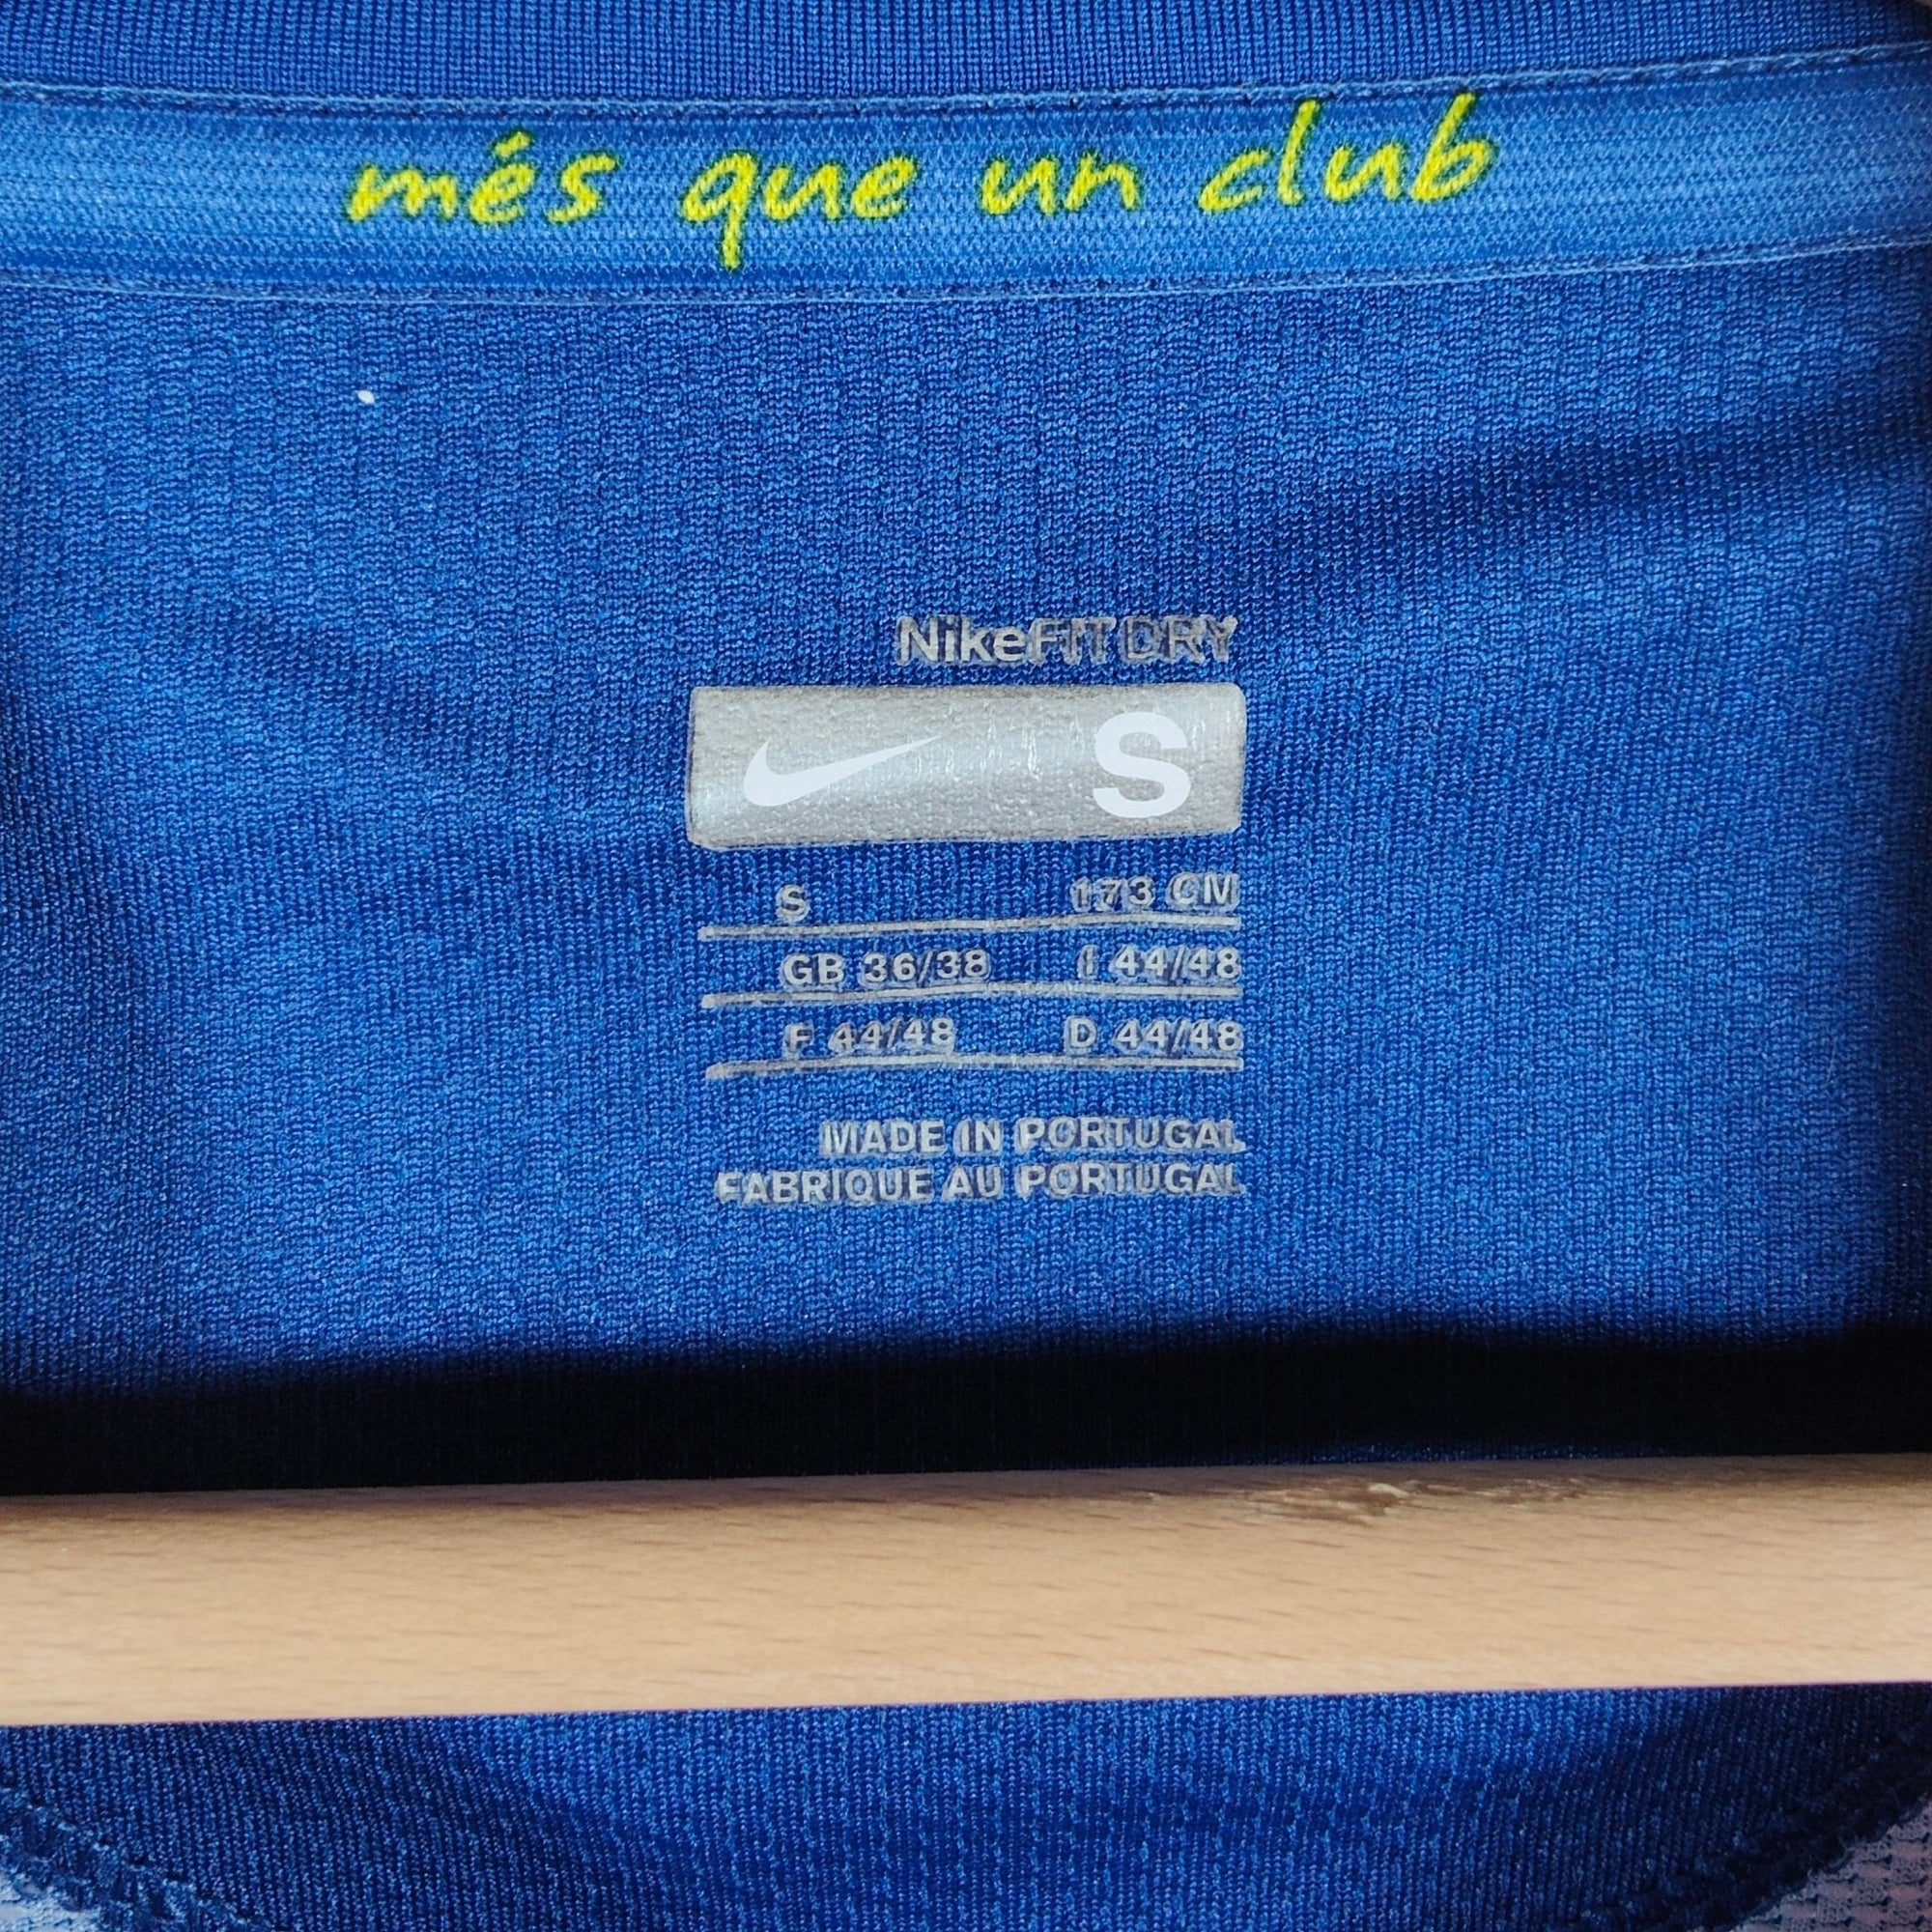 més que un club
NikeFIT DRY
S
S 173 CM
GB 36/38 I 44/48
F 44/48 D 44/48
MADE IN PORTUGAL
FABRIQUE AU PORTUGAL